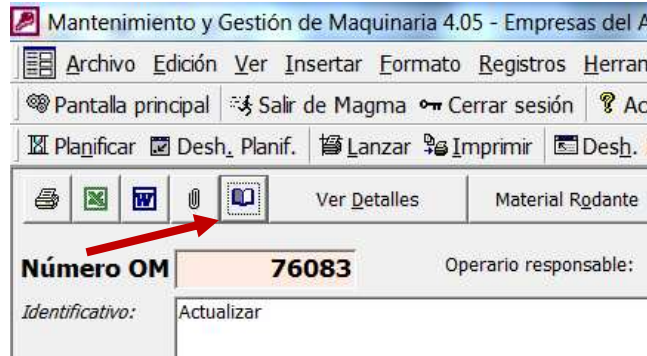 Mantenimiento y Gestión de Maquinaria 4.05 - Empresas del A
Archivo Edición Ver Insertar Formato Registros Herran
Pantalla principal Salir de Magma Cerrar sesión Ac
Planificar Desh. Planif. Lanzar Imprimir Desh.
Ver Detalles Material Rodante
Número OM 76083 Operario responsable:
Identificativo: Actualizar